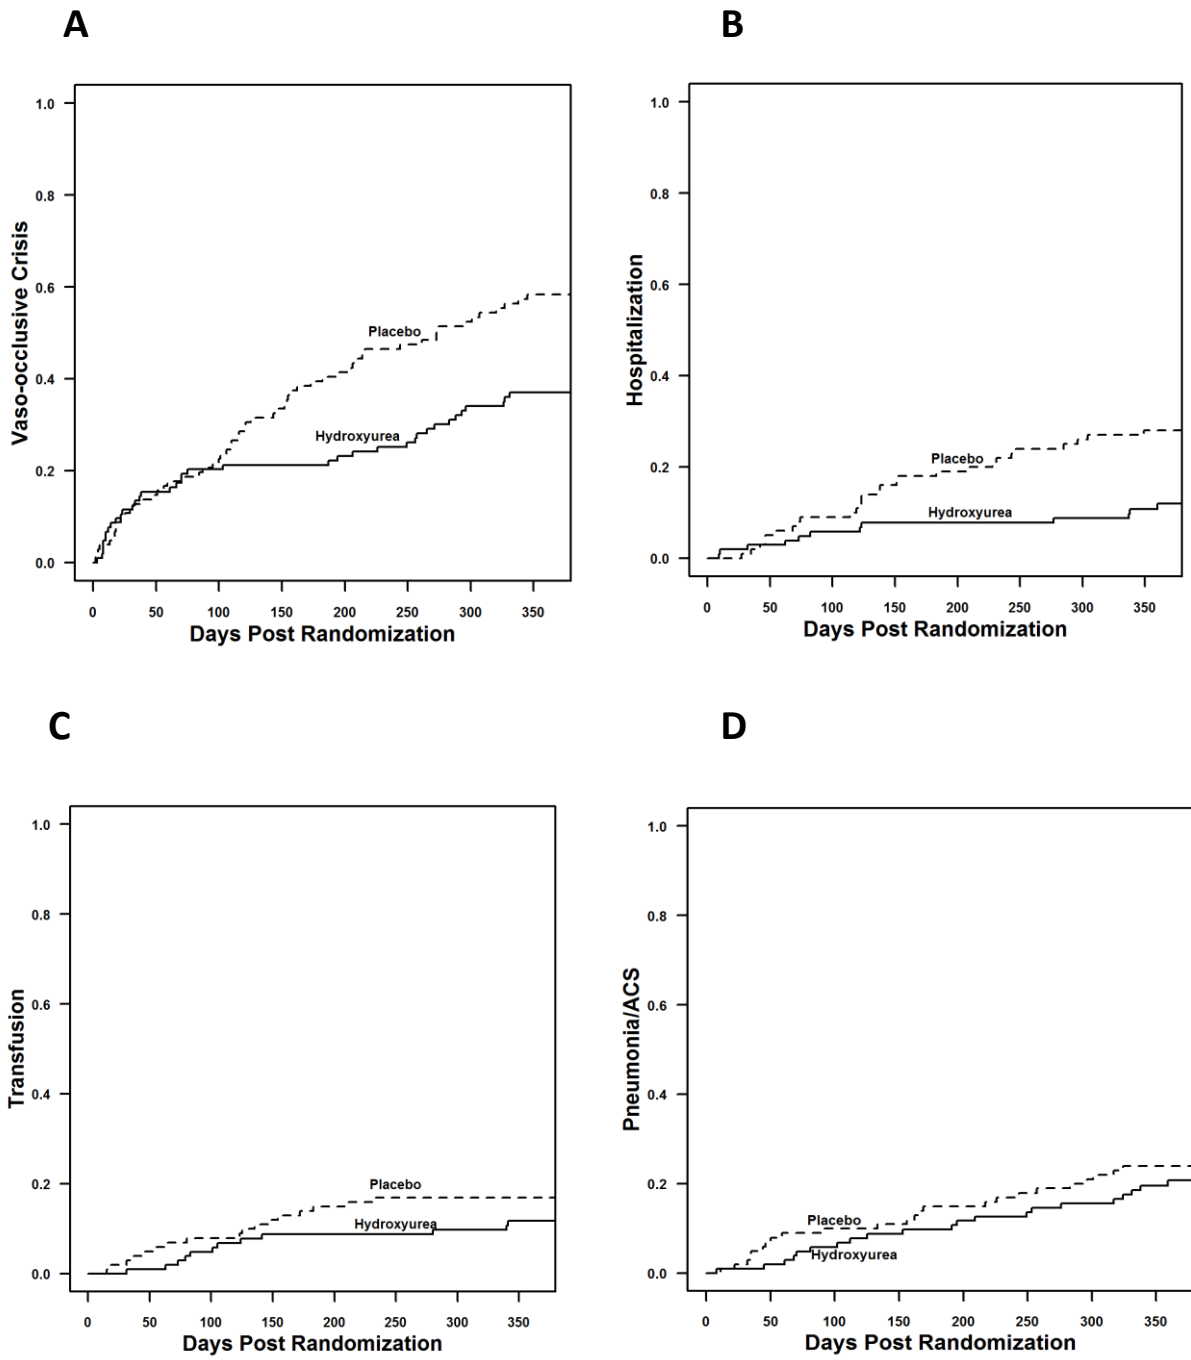 A
Vaso-occlusive Crisis
1.0
0.8
0.6
0.4
0.2
0.0
Placebo
Hydroxyurea
0 50 100 150 200 250 300 350
Days Post Randomization
B
Hospitalization
1.0
0.8
0.6
0.4
0.2
0.0
Placebo
Hydroxyurea
0 50 100 150 200 250 300 350
Days Post Randomization
C
Transfusion
1.0
0.8
0.6
0.4
0.2
0.0
Placebo
Hydroxyurea
0 50 100 150 200 250 300 350
Days Post Randomization
D
Pneumonia/ACS
1.0
0.8
0.6
0.4
0.2
0.0
Placebo
Hydroxyurea
0 50 100 150 200 250 300 350
Days Post Randomization